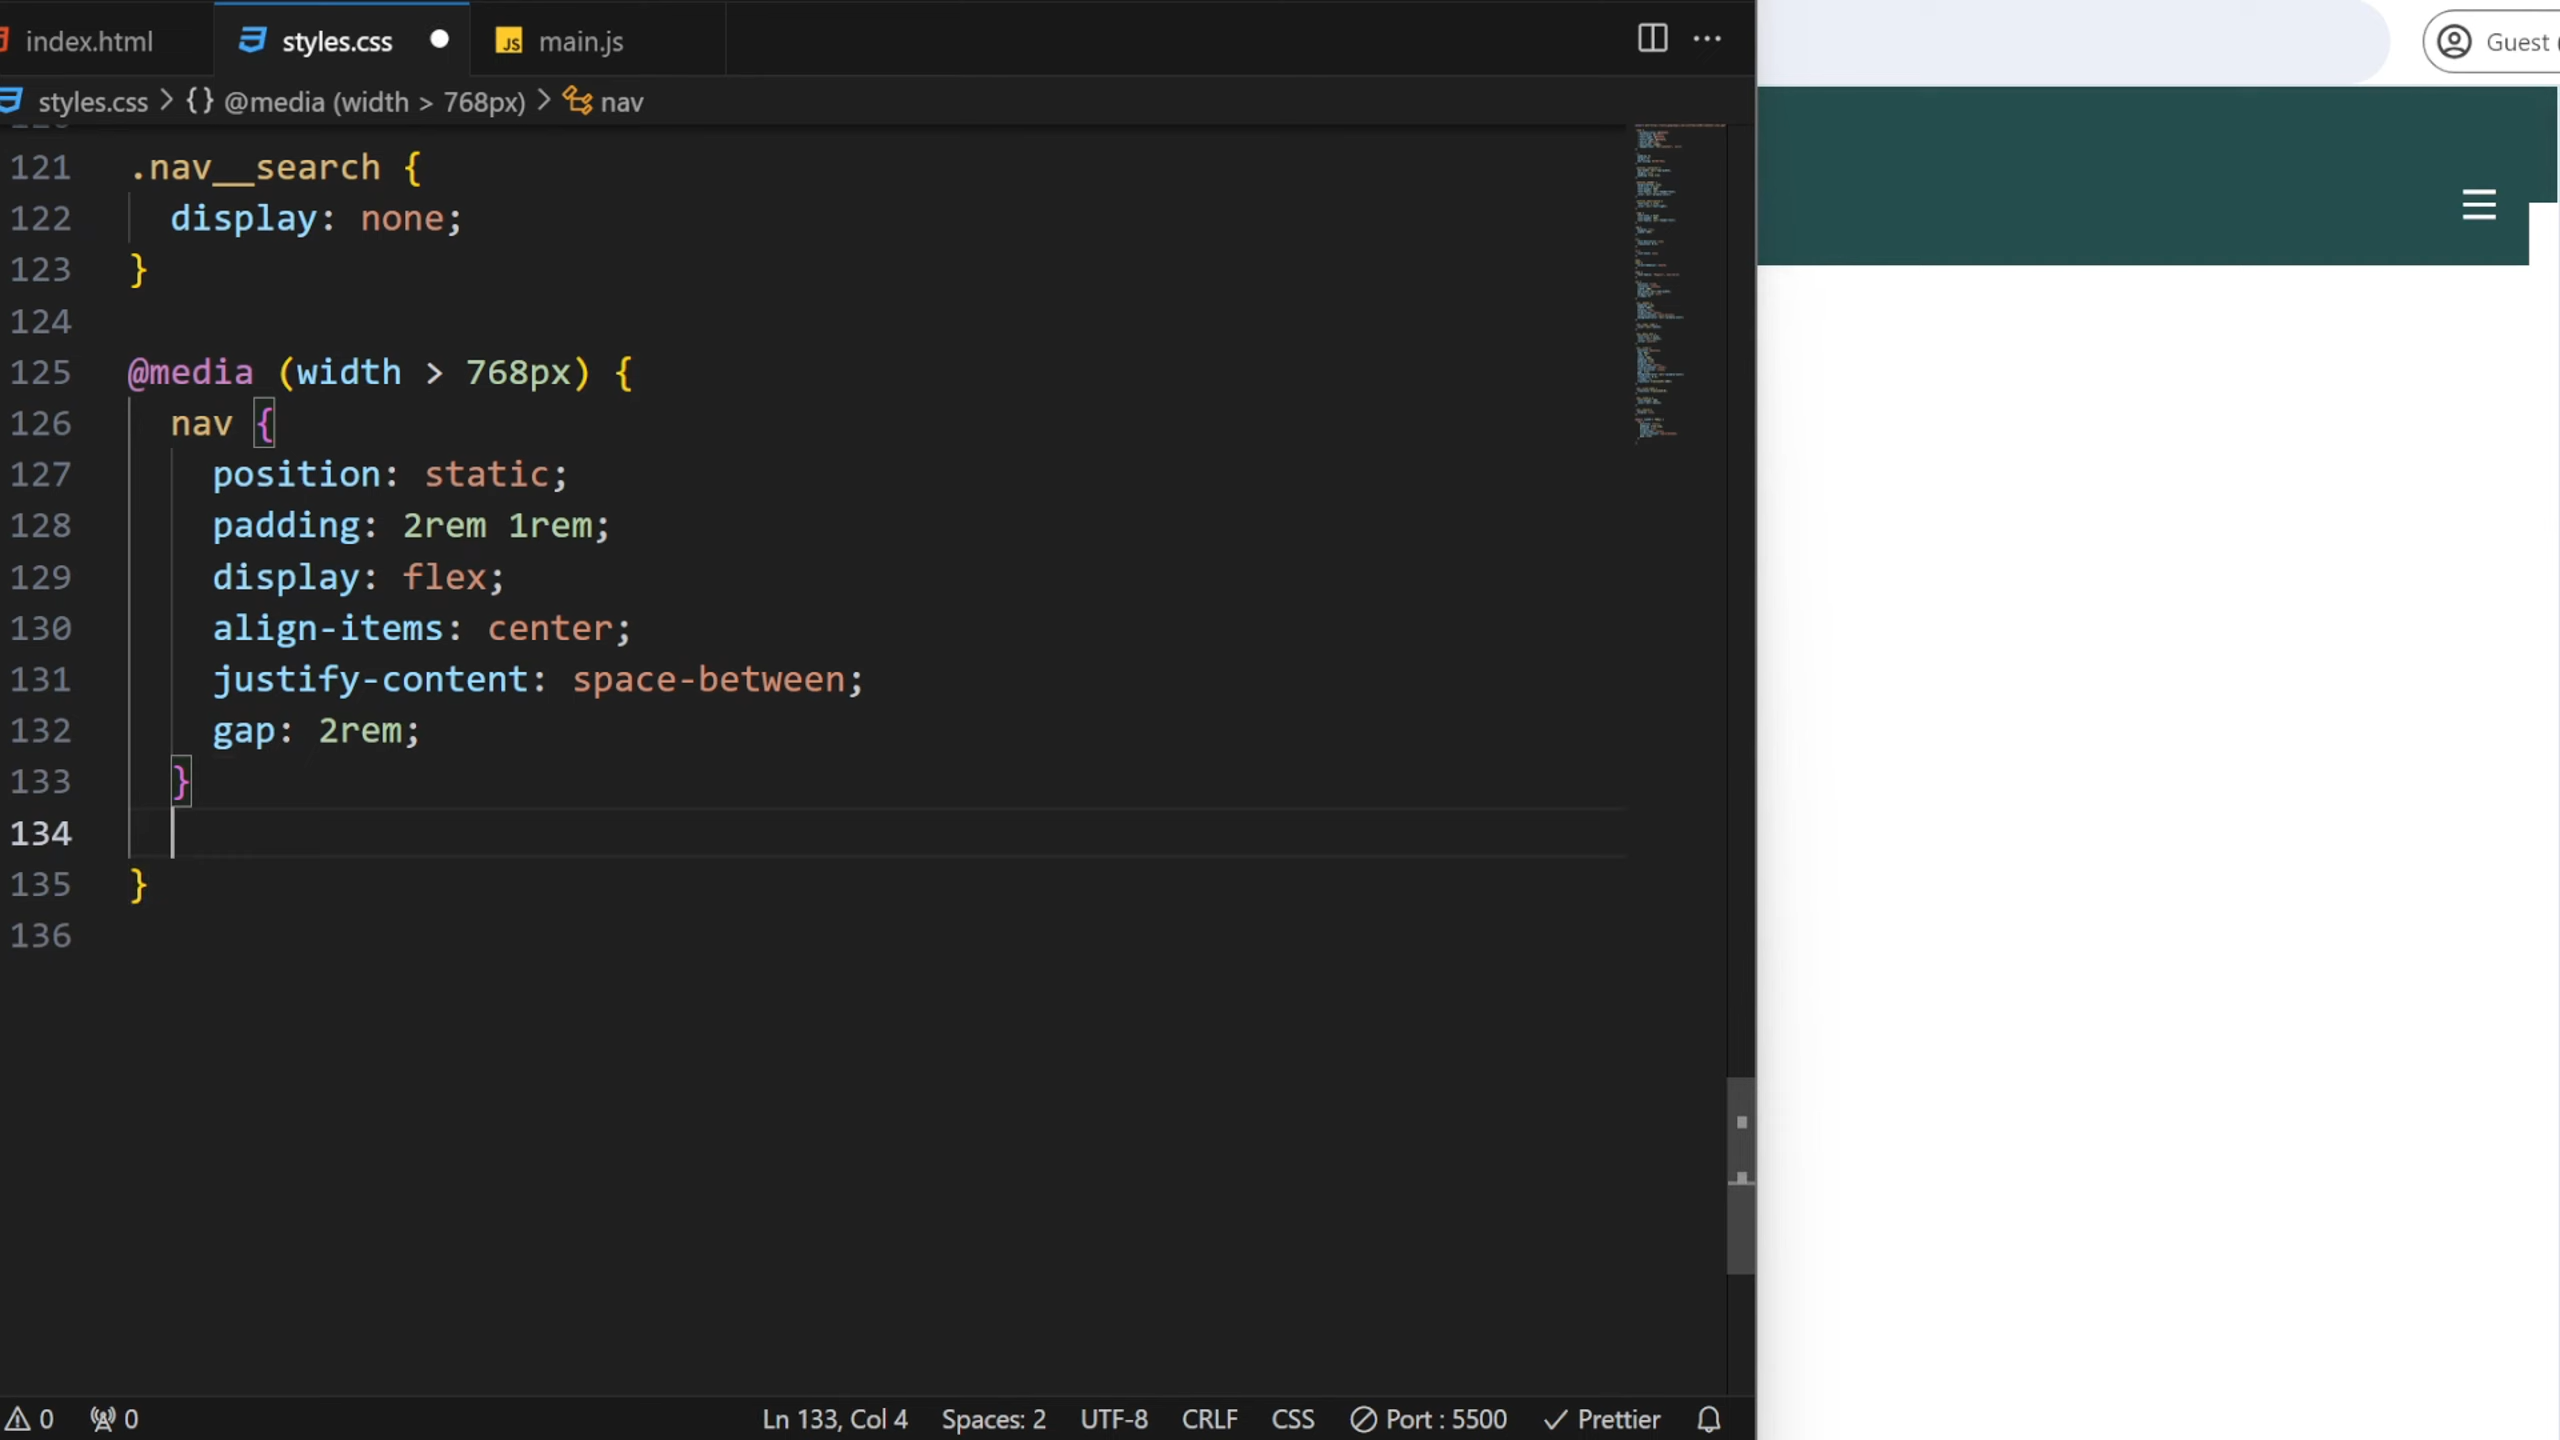 index.html styles.css JS main.js
styles.css > {} @media (width > 768px) > nav
Guest
121 .nav__search {
122 display: none;
123 }
124
125 @media (width > 768px) {
126 nav {
127 position: static;
128 padding: 2rem 1rem;
129 display: flex;
130 align-items: center;
131 justify-content: space-between;
132 gap: 2rem;
133 }
134
135 }
136
0 0 Ln 133, Col 4 Spaces: 2 UTF-8 CRLF CSS Port : 5500 Prettier